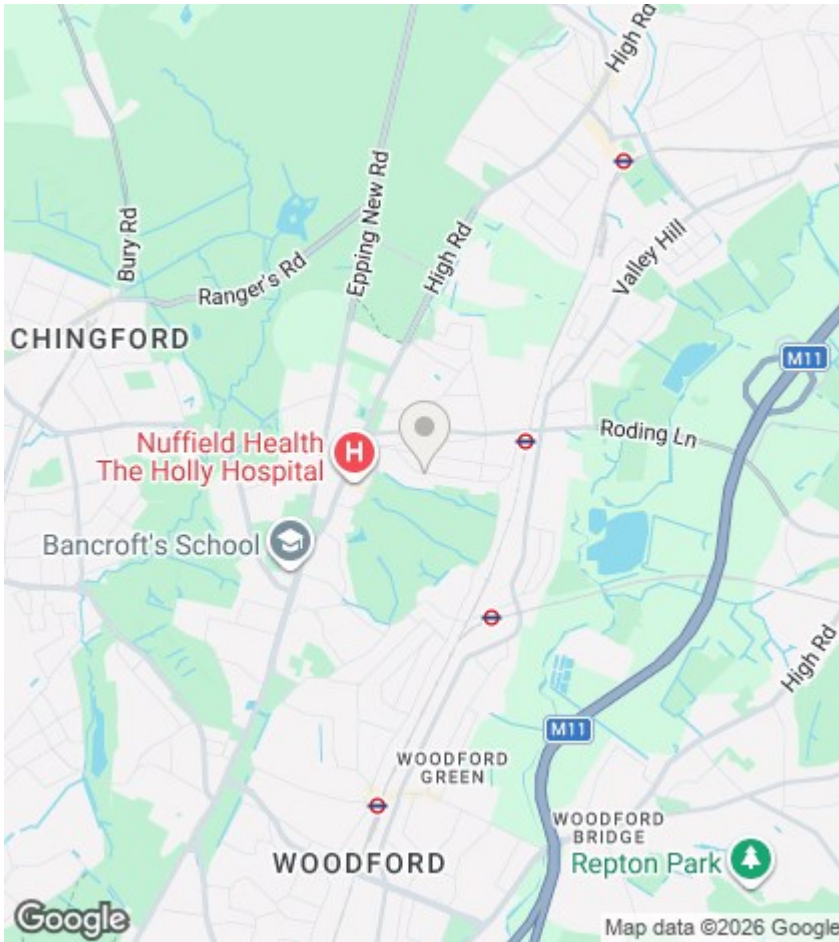 High Rd
Epping New Rd
Bury Rd
High Rd
Valley Hill
Ranger's Rd
CHINGFORD
M11
Nuffield Health
The Holly Hospital
H
Roding Ln
Bancroft's School
High Rd
M11
WOODFORD
GREEN
WOODFORD
BRIDGE
WOODFORD
Repton Park
Google
Map data ©2026 Google